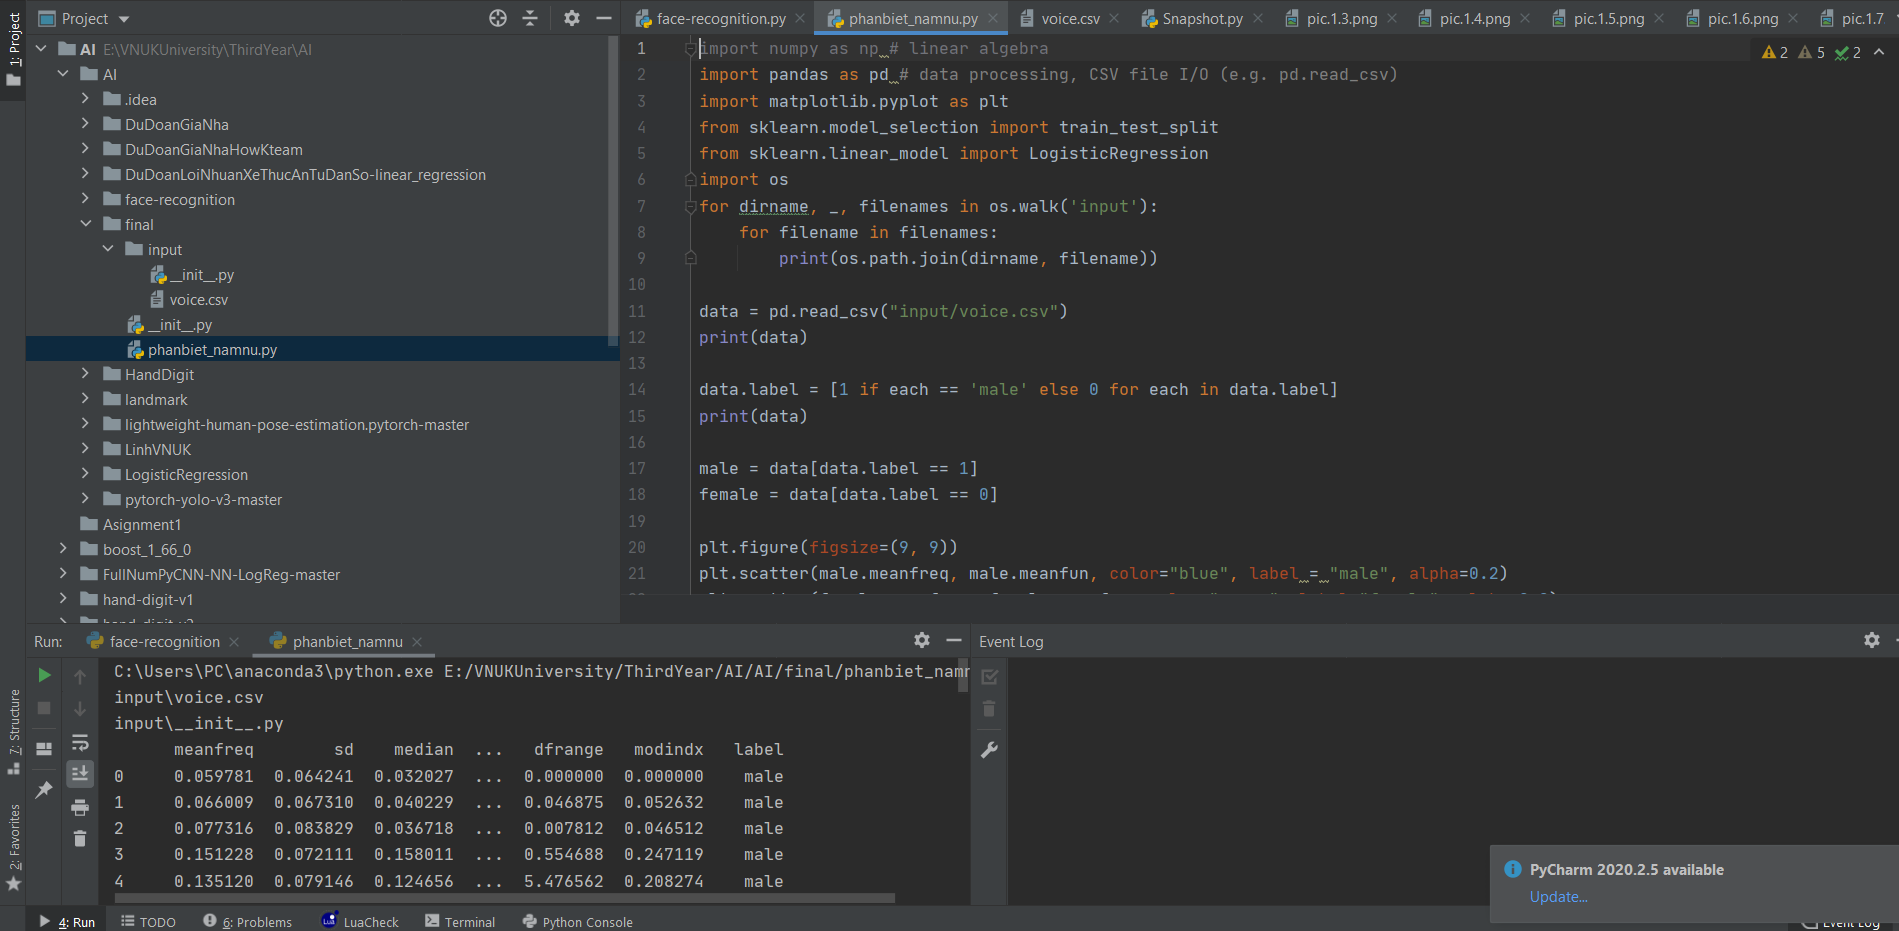 Project
face-recognition.py
phanbiet_namnu.py
voice.csv
Snapshot.py
pic.1.3.png
pic.1.4.png
pic.1.5.png
pic.1.6.png
pic.1.7
1: Project
AI E:\VNUKUniversity\ThirdYear\AI
AI
.idea
DuDoanGiaNha
DuDoanGiaNhaHowKteam
DuDoanLoiNhuanXeThucAnTuDanSo-linear_regression
face-recognition
final
input
__init__.py
voice.csv
__init__.py
phanbiet_namnu.py
HandDigit
landmark
lightweight-human-pose-estimation.pytorch-master
LinhVNUK
LogisticRegression
pytorch-yolo-v3-master
Asignment1
boost_1_66_0
FullNumPyCNN-NN-LogReg-master
hand-digit-v1
2 5 2
1 import numpy as np # linear algebra
2 import pandas as pd # data processing, CSV file I/O (e.g. pd.read_csv)
3 import matplotlib.pyplot as plt
4 from sklearn.model_selection import train_test_split
5 from sklearn.linear_model import LogisticRegression
6 import os
7 for dirname, _, filenames in os.walk('input'):
8 for filename in filenames:
9 print(os.path.join(dirname, filename))
10
11 data = pd.read_csv("input/voice.csv")
12 print(data)
13
14 data.label = [1 if each == 'male' else 0 for each in data.label]
15 print(data)
16
17 male = data[data.label == 1]
18 female = data[data.label == 0]
19
20 plt.figure(figsize=(9, 9))
21 plt.scatter(male.meanfreq, male.meanfun, color="blue", label = "male", alpha=0.2)
Run:
face-recognition
phanbiet_namnu
Event Log
C:\Users\PC\anaconda3\python.exe E:/VNUKUniversity/ThirdYear/AI/AI/final/phanbiet_namn
input\voice.csv
input\__init__.py
meanfreq sd median ... dfrange modindx label
0 0.059781 0.064241 0.032027 ... 0.000000 0.000000 male
1 0.066009 0.067310 0.040229 ... 0.046875 0.052632 male
2 0.077316 0.083829 0.036718 ... 0.007812 0.046512 male
3 0.151228 0.072111 0.158011 ... 0.554688 0.247119 male
4 0.135120 0.079146 0.124656 ... 5.476562 0.208274 male
7: Structure
2: Favorites
PyCharm 2020.2.5 available
Update...
4: Run
TODO
6: Problems
Lua
LuaCheck
Terminal
Python Console
Event Log